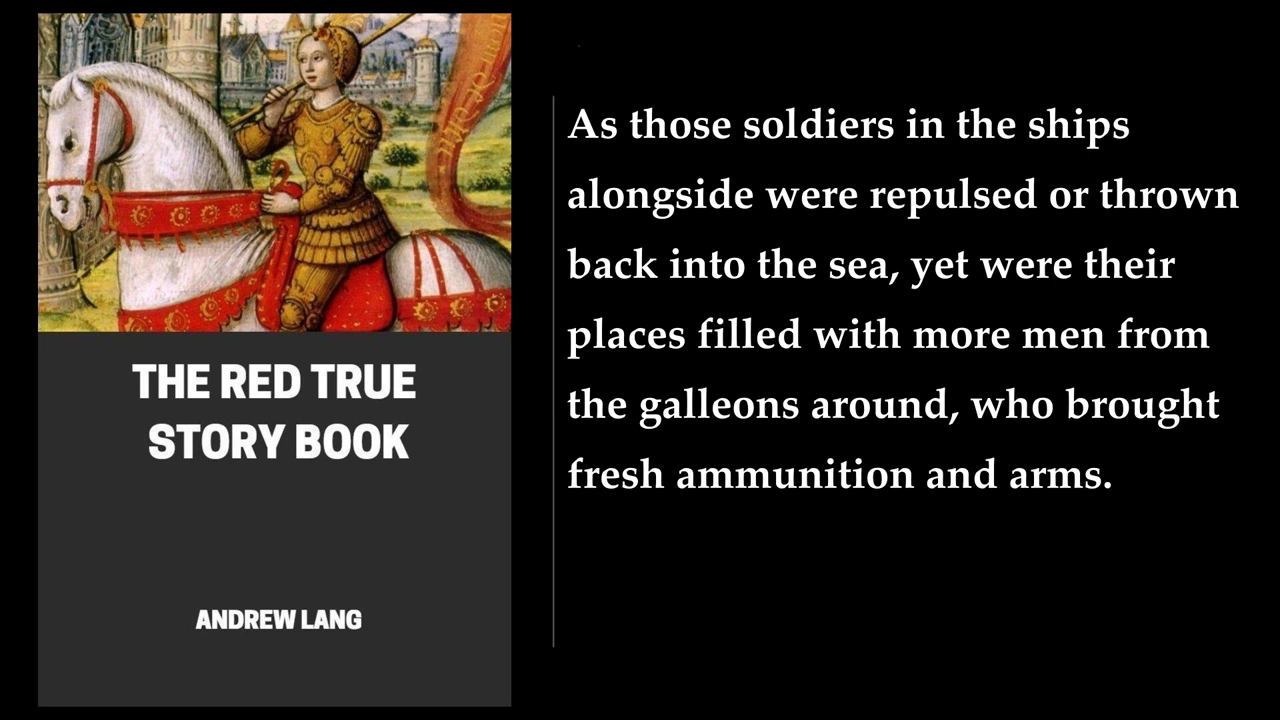 THE RED TRUE
STORY BOOK
ANDREW LANG
As those soldiers in the ships
alongside were repulsed or thrown
back into the sea, yet were their
places filled with more men from
the galleons around, who brought
fresh ammunition and arms.